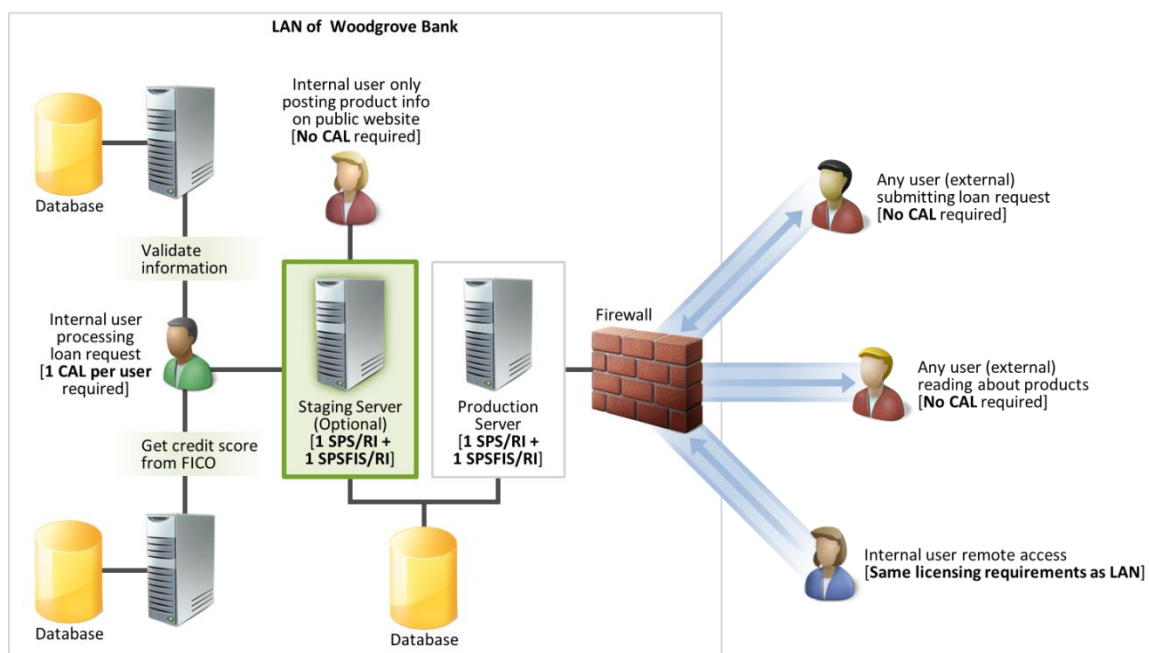 LAN of Woodgrove Bank
Internal user only
posting product info
on public website
[No CAL required]
Database
Validate
information
Internal user
processing
loan request
[1 CAL per user
required]
Get credit score
from FICO
Database
Staging Server
(Optional)
[1 SPS/RI +
1 SPSFIS/RI]
Production
Server
[1 SPS/RI +
1 SPSFIS/RI]
Database
Firewall
Any user (external)
submitting loan request
[No CAL required]
Any user (external)
reading about products
[No CAL required]
Internal user remote access
[Same licensing requirements as LAN]